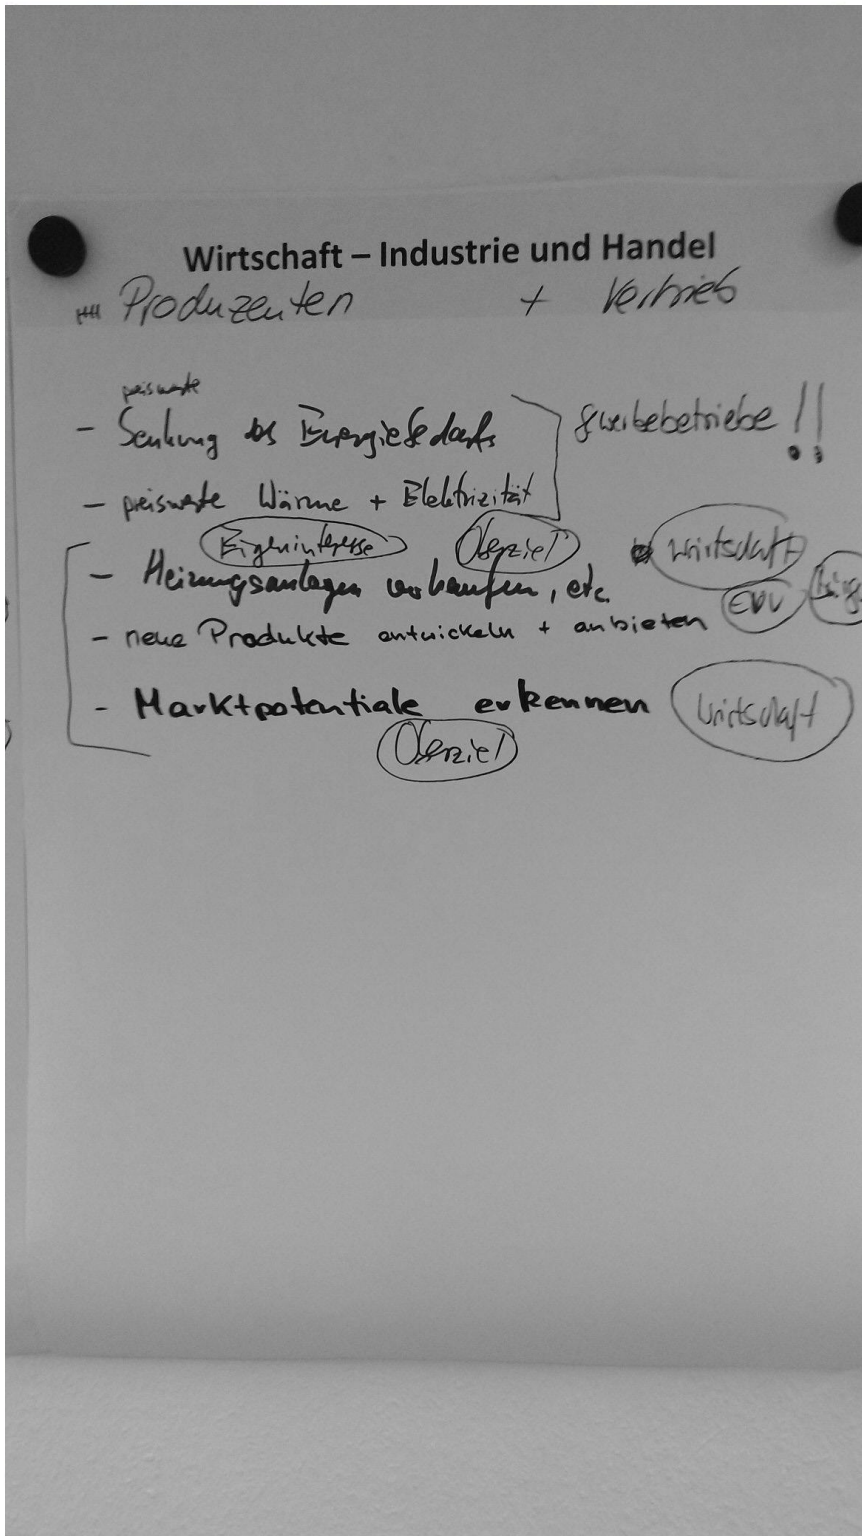 Wirtschaft – Industrie und Handel
Produzenten + Vertrieb
preiswerte
- Senkung des Energiebedarfs
Gewerbebetriebe !!
- preiswerte Wärme + Elektrizität
Eigeninteresse Oberziel Wirtschaft
- Heizungsanlagen verkaufen, etc.
EVU
- neue Produkte entwickeln + anbieten
- Marktpotentiale erkennen Wirtschaft
Oberziel